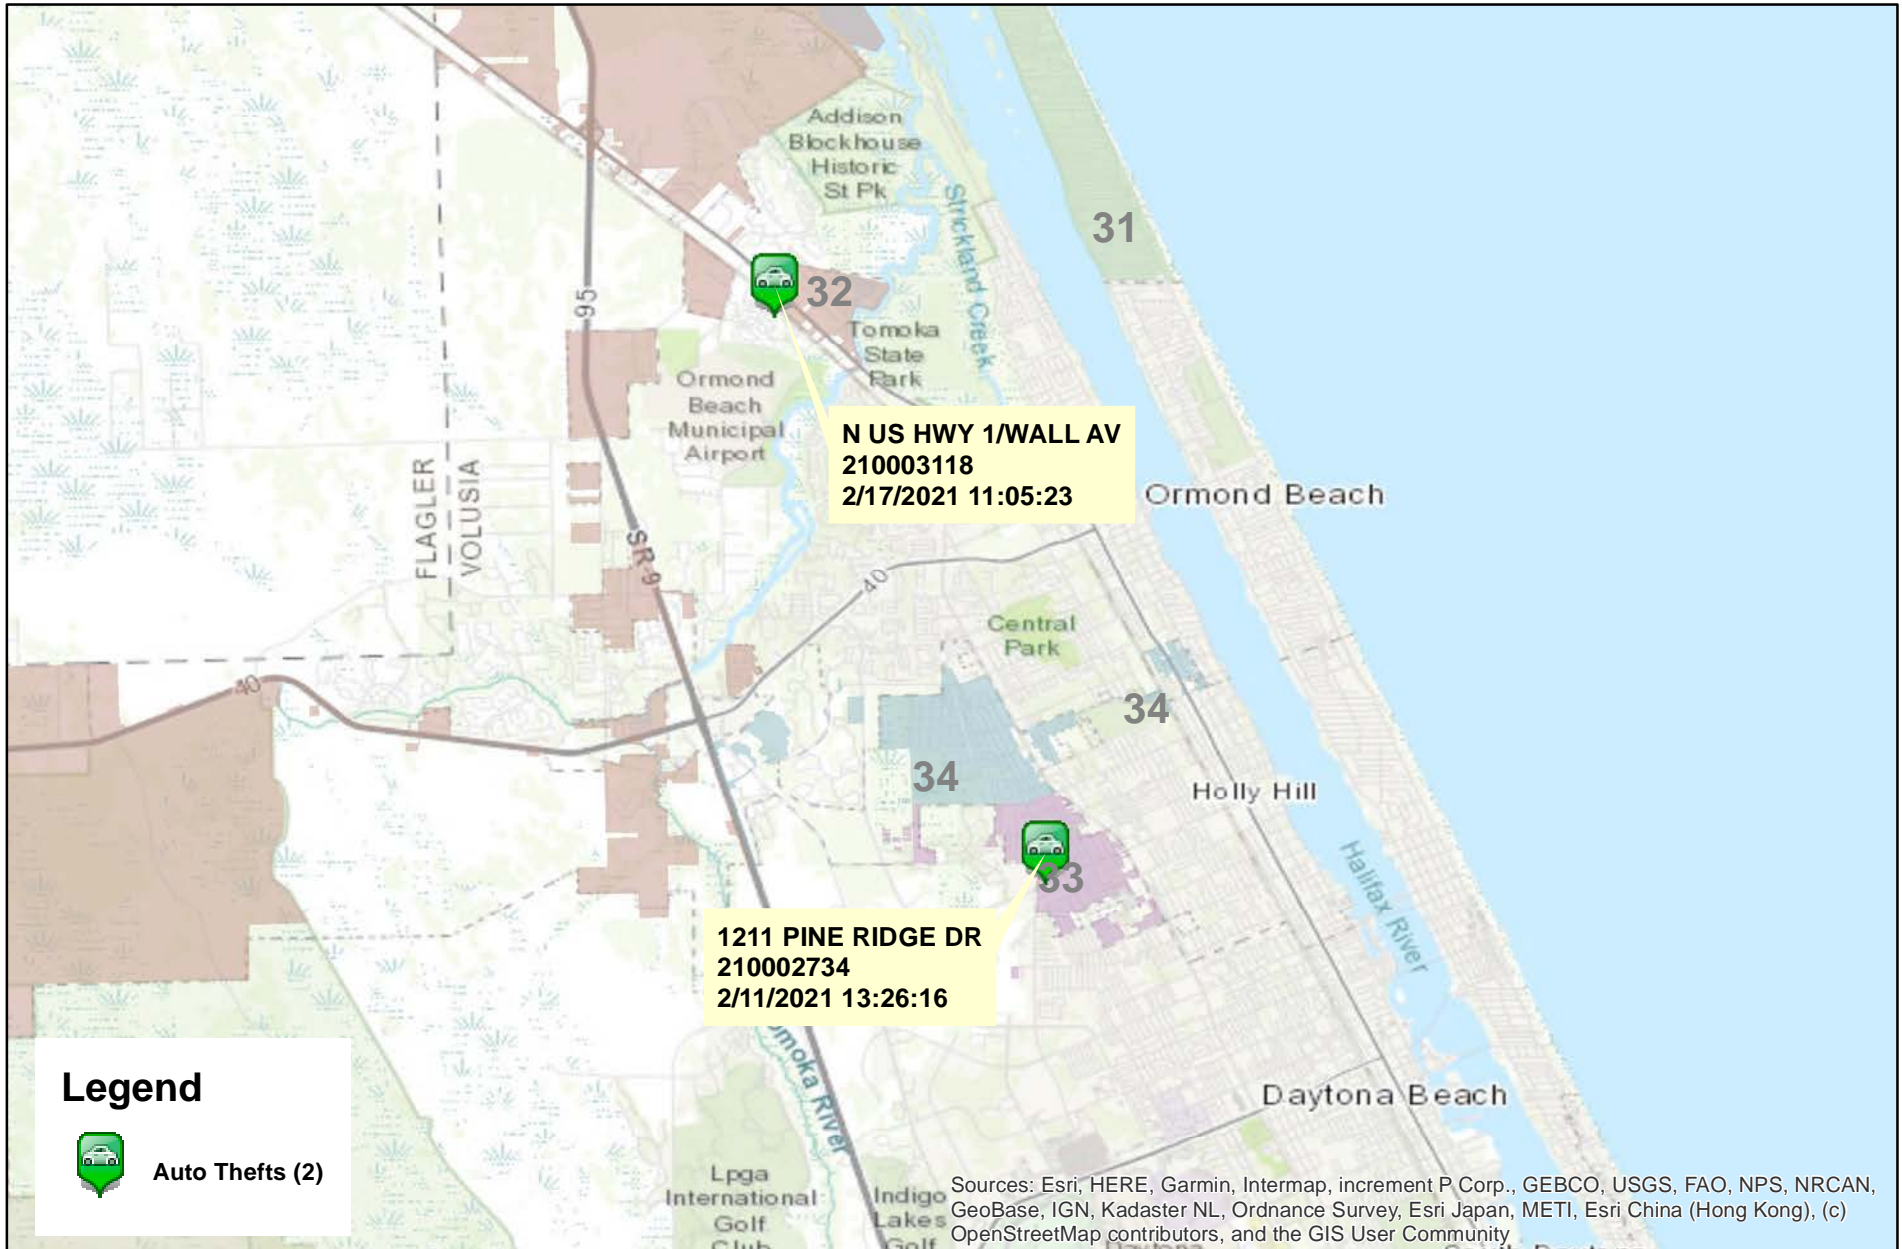 Addison
Blockhouse
Historic
St Pk
Strickland Creek
31
32
95
Tomoka
State
Park
Ormond
Beach
Municipal
Airport
N US HWY 1/WALL AV
210003118
2/17/2021 11:05:23
Ormond Beach
FLAGLER
VOLUSIA
SR-9
40
Central
Park
40
34
34
Holly Hill
33
Halifax River
1211 PINE RIDGE DR
210002734
2/11/2021 13:26:16
Legend
Auto Thefts (2)
River
Daytona Beach
Lpga
International
Golf
Club
Indigo
Lakes
Golf
Sources: Esri, HERE, Garmin, Intermap, increment P Corp., GEBCO, USGS, FAO, NPS, NRCAN,
GeoBase, IGN, Kadaster NL, Ordnance Survey, Esri Japan, METI, Esri China (Hong Kong), (c)
OpenStreetMap contributors, and the GIS User Community